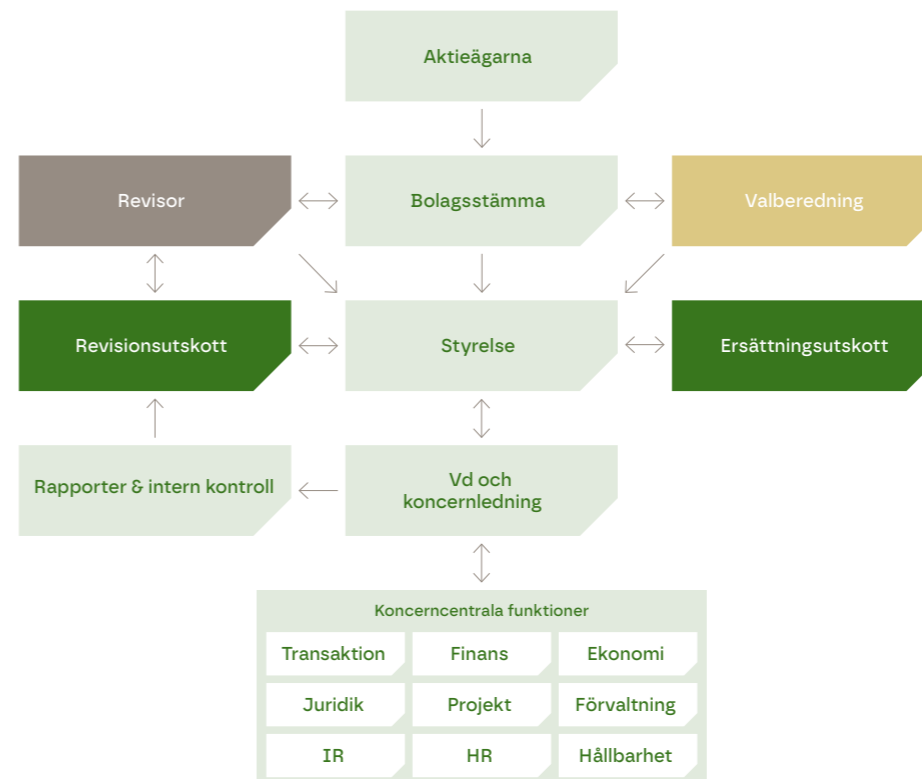 Aktieägarna
Revisor
Bolagsstämma
Valberedning
Revisionsutskott
Styrelse
Ersättningsutskott
Rapporter & intern kontroll
Vd och
koncernledning
Koncerncentrala funktioner
Transaktion
Finans
Ekonomi
Juridik
Projekt
Förvaltning
IR
HR
Hållbarhet